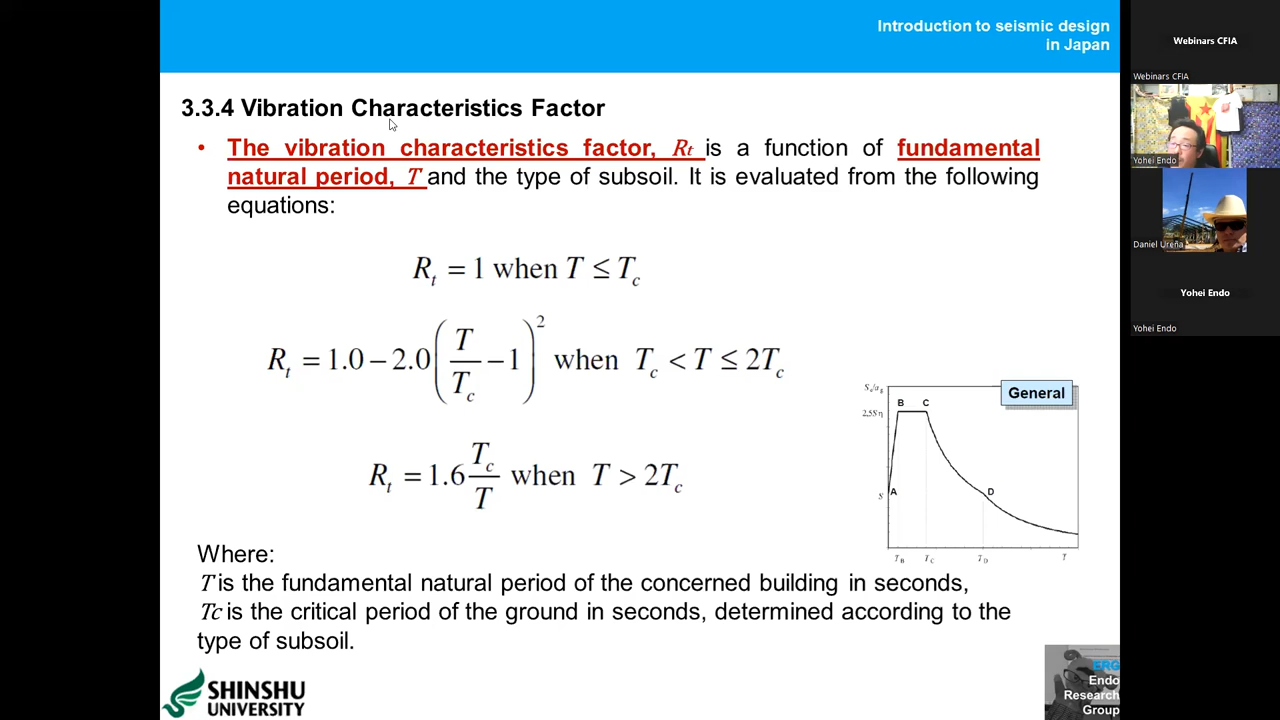 Introduction to seismic design
in Japan
3.3.4 Vibration Characteristics Factor
• The vibration characteristics factor, Rt is a function of fundamental
natural period, T and the type of subsoil. It is evaluated from the following
equations:
R_t = 1 when T ≤ T_c
R_t = 1.0 − 2.0 (T/T_c − 1)^2 when T_c < T ≤ 2T_c
R_t = 1.6 T_c/T when T > 2T_c
General
B C
2,5Sη
S
A
D
T_B T_C T_D T
Where:
T is the fundamental natural period of the concerned building in seconds,
Tc is the critical period of the ground in seconds, determined according to the
type of subsoil.
SHINSHU
UNIVERSITY
ERG
Endo
Research
Group
Webinars CFIA
Webinars CFIA
Yohei Endo
Daniel Ureña
Yohei Endo
Yohei Endo